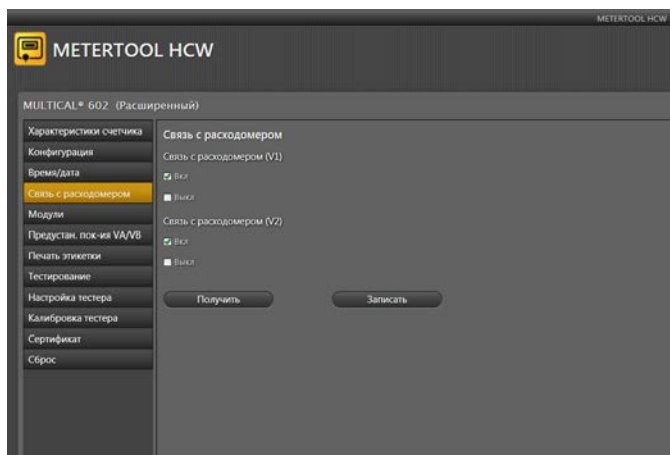 METERTOOL HCW
METERTOOL HCW
MULTICAL® 602 (Расширенный)
Характеристики счетчика
Конфигурация
Время/дата
Связь с расходомером
Модули
Предустан. пок-ия VA/VB
Печать этикетки
Тестирование
Настройка тестера
Калибровка тестера
Сертификат
Сброс
Связь с расходомером
Связь с расходомером (V1)
Вкл
Выкл
Связь с расходомером (V2)
Вкл
Выкл
Получить
Записать